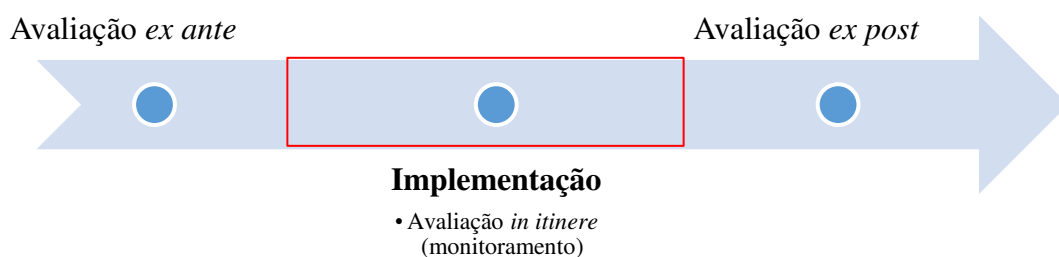 Avaliação ex ante
Avaliação ex post
Implementação
• Avaliação in itinere
(monitoramento)